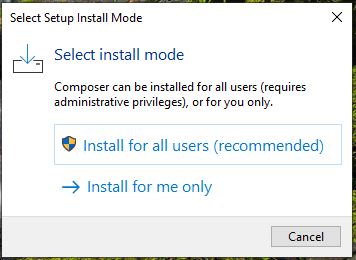 Select Setup Install Mode
Select install mode
Composer can be installed for all users (requires
administrative privileges), or for you only.
Install for all users (recommended)
Install for me only
Cancel